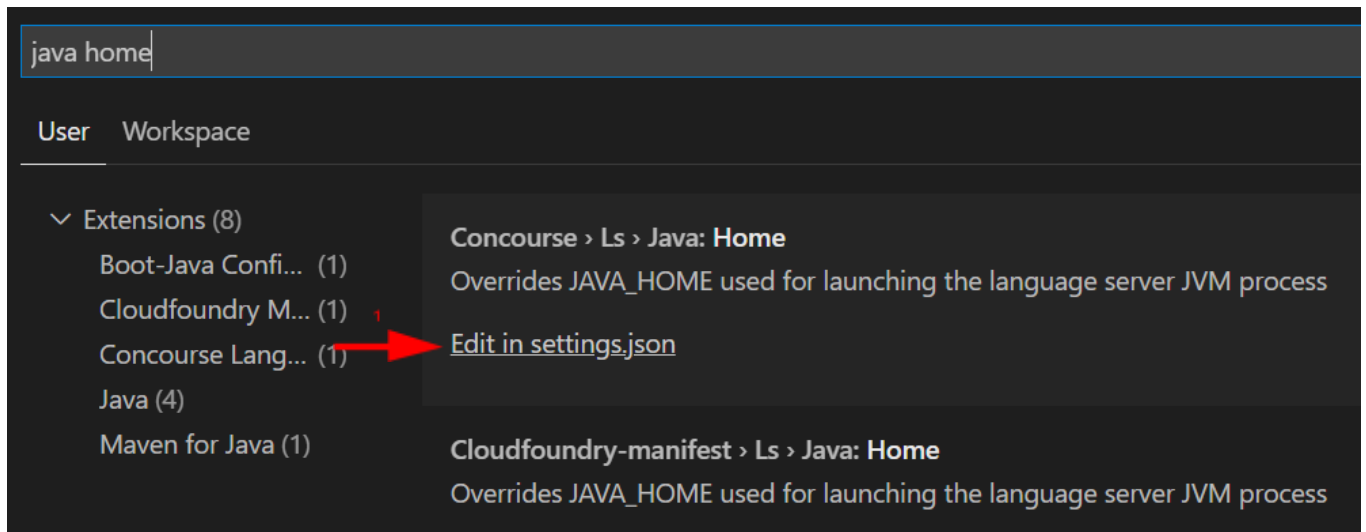 java home
User Workspace
Extensions (8)
Boot-Java Confi... (1)
Cloudfoundry M... (1)
1
Concourse Lang... (1)
Java (4)
Maven for Java (1)
Concourse › Ls › Java: Home
Overrides JAVA_HOME used for launching the language server JVM process
Edit in settings.json
Cloudfoundry-manifest › Ls › Java: Home
Overrides JAVA_HOME used for launching the language server JVM process